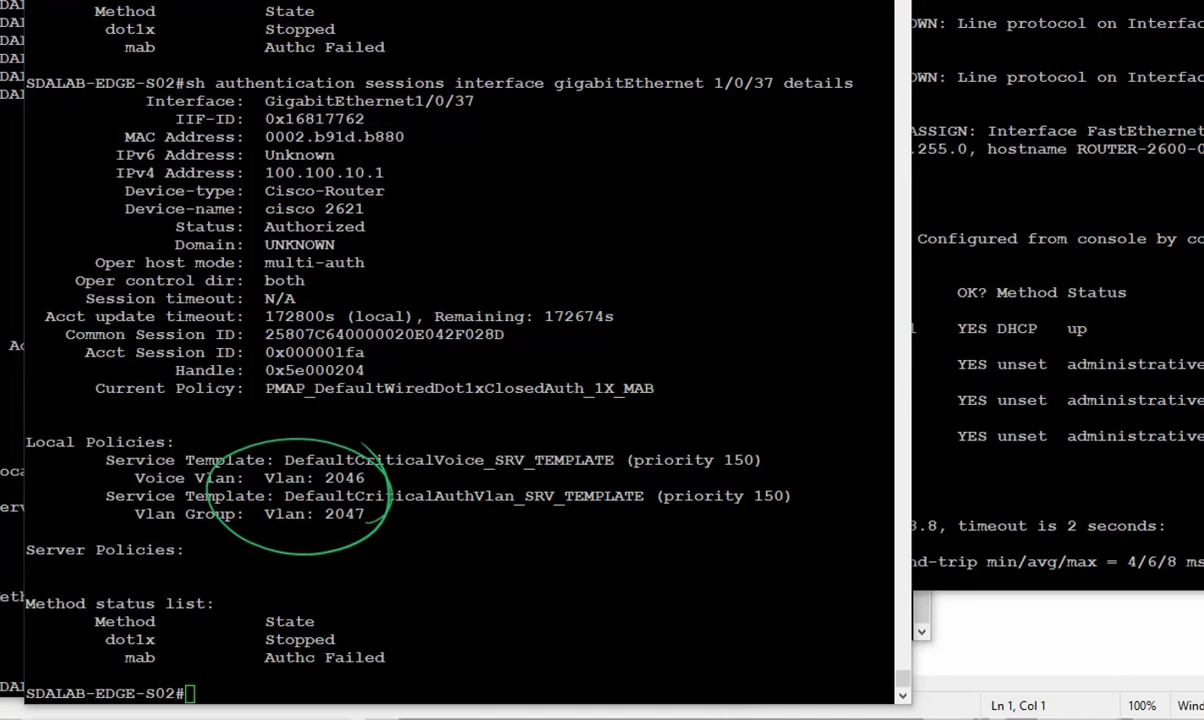 Method State
dot1x Stopped
mab Authc Failed
SDALAB-EDGE-S02#sh authentication sessions interface gigabitEthernet 1/0/37 details
Interface: GigabitEthernet1/0/37
IIF-ID: 0x16817762
MAC Address: 0002.b91d.b880
IPv6 Address: Unknown
IPv4 Address: 100.100.10.1
Device-type: Cisco-Router
Device-name: cisco 2621
Status: Authorized
Domain: UNKNOWN
Oper host mode: multi-auth
Oper control dir: both
Session timeout: N/A
Acct update timeout: 172800s (local), Remaining: 172674s
Common Session ID: 25807C640000020E042F028D
Acct Session ID: 0x000001fa
Handle: 0x5e000204
Current Policy: PMAP_DefaultWiredDot1xClosedAuth_1X_MAB
Local Policies:
Service Template: DefaultCriticalVoice_SRV_TEMPLATE (priority 150)
Voice Vlan: Vlan: 2046
Service Template: DefaultCriticalAuthVlan_SRV_TEMPLATE (priority 150)
Vlan Group: Vlan: 2047
Server Policies:
Method status list:
Method State
dot1x Stopped
mab Authc Failed
SDALAB-EDGE-S02#
OWN: Line protocol on Interfac
OWN: Line protocol on Interfac
ASSIGN: Interface FastEthernet
.255.0, hostname ROUTER-2600-0
Configured from console by co
OK? Method Status
YES DHCP up
YES unset administrative
YES unset administrative
YES unset administrative
8.8, timeout is 2 seconds:
nd-trip min/avg/max = 4/6/8 ms
Ln 1, Col 1 100% Wind